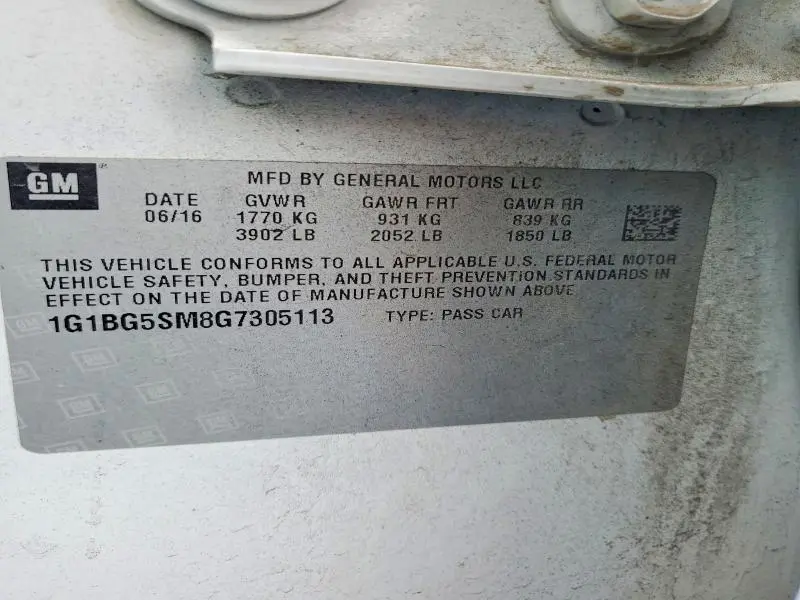 GM
MFD BY GENERAL MOTORS LLC
DATE GVWR GAWR FRT GAWR RR
06/16 1770 KG 931 KG 839 KG
3902 LB 2052 LB 1850 LB
THIS VEHICLE CONFORMS TO ALL APPLICABLE U.S. FEDERAL MOTOR
VEHICLE SAFETY, BUMPER, AND THEFT PREVENTION STANDARDS IN
EFFECT ON THE DATE OF MANUFACTURE SHOWN ABOVE
1G1BG5SM8G7305113 TYPE: PASS CAR